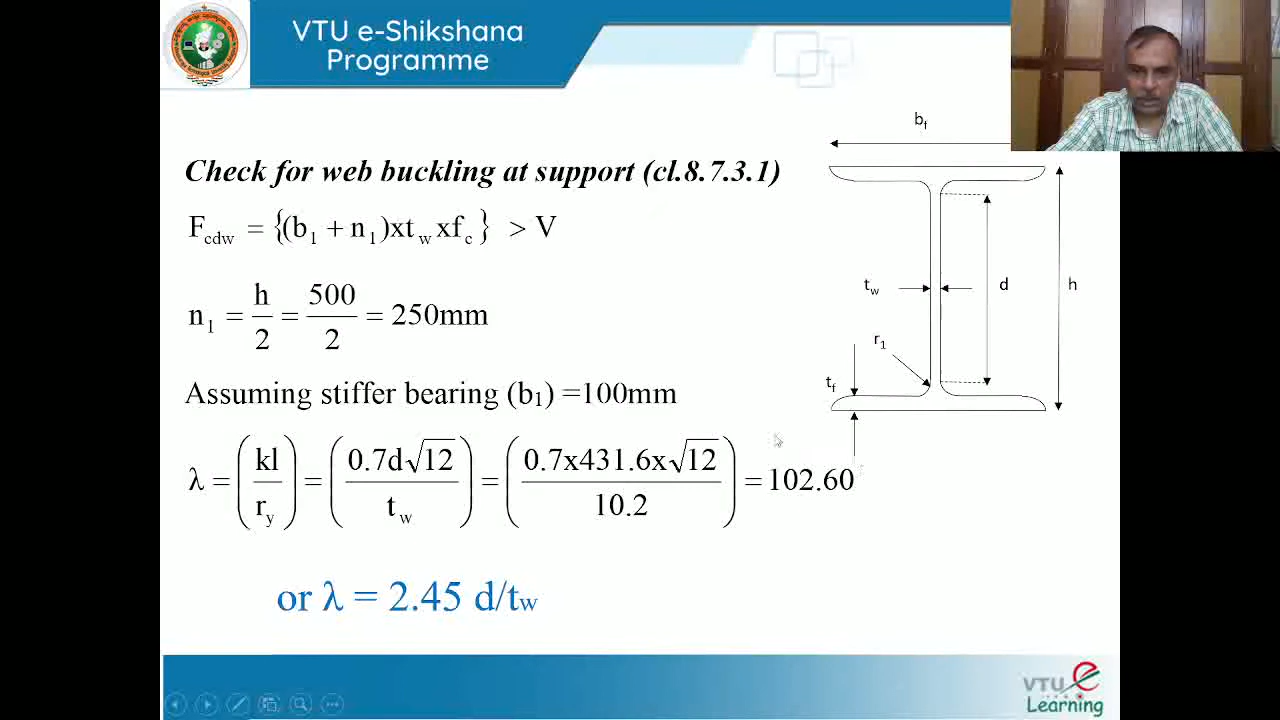 VTU e-Shikshana
Programme
Check for web buckling at support (cl.8.7.3.1)
F_cdw = {(b_1 + n_1)xt_w xf_c} > V
n_1 = h/2 = 500/2 = 250mm
Assuming stiffer bearing (b_1) =100mm
λ = (kl/r_y) = (0.7d√12/t_w) = (0.7x431.6x√12/10.2) = 102.60
or λ = 2.45 d/t_w
b_f
t_w
d
h
r_1
t_f
VTU e
Learning